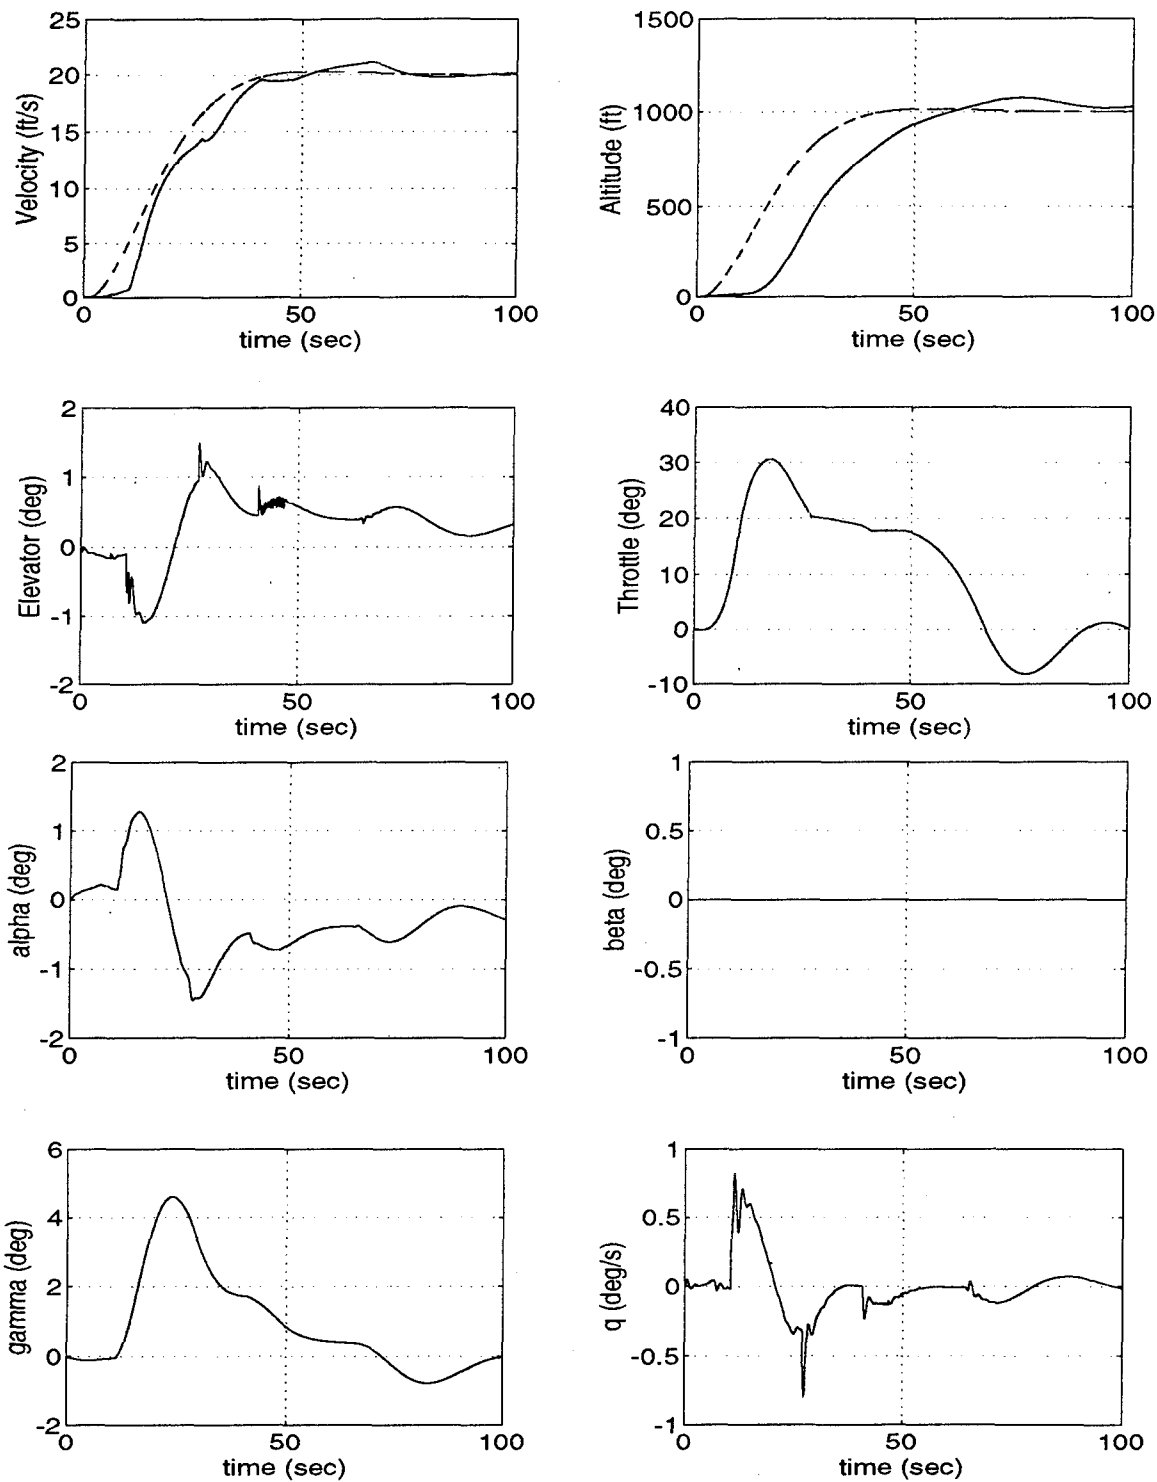 25
20
15
10
5
0
Velocity (ft/s)
0 50 100
time (sec)
1500
1000
500
0
Altitude (ft)
0 50 100
time (sec)
2
1
0
-1
-2
Elevator (deg)
0 50 100
time (sec)
40
30
20
10
0
-10
Throttle (deg)
0 50 100
time (sec)
2
1
0
-1
-2
alpha (deg)
0 50 100
time (sec)
1
0.5
0
-0.5
-1
beta (deg)
0 50 100
time (sec)
6
4
2
0
-2
gamma (deg)
0 50 100
time (sec)
1
0.5
0
-0.5
-1
q (deg/s)
0 50 100
time (sec)